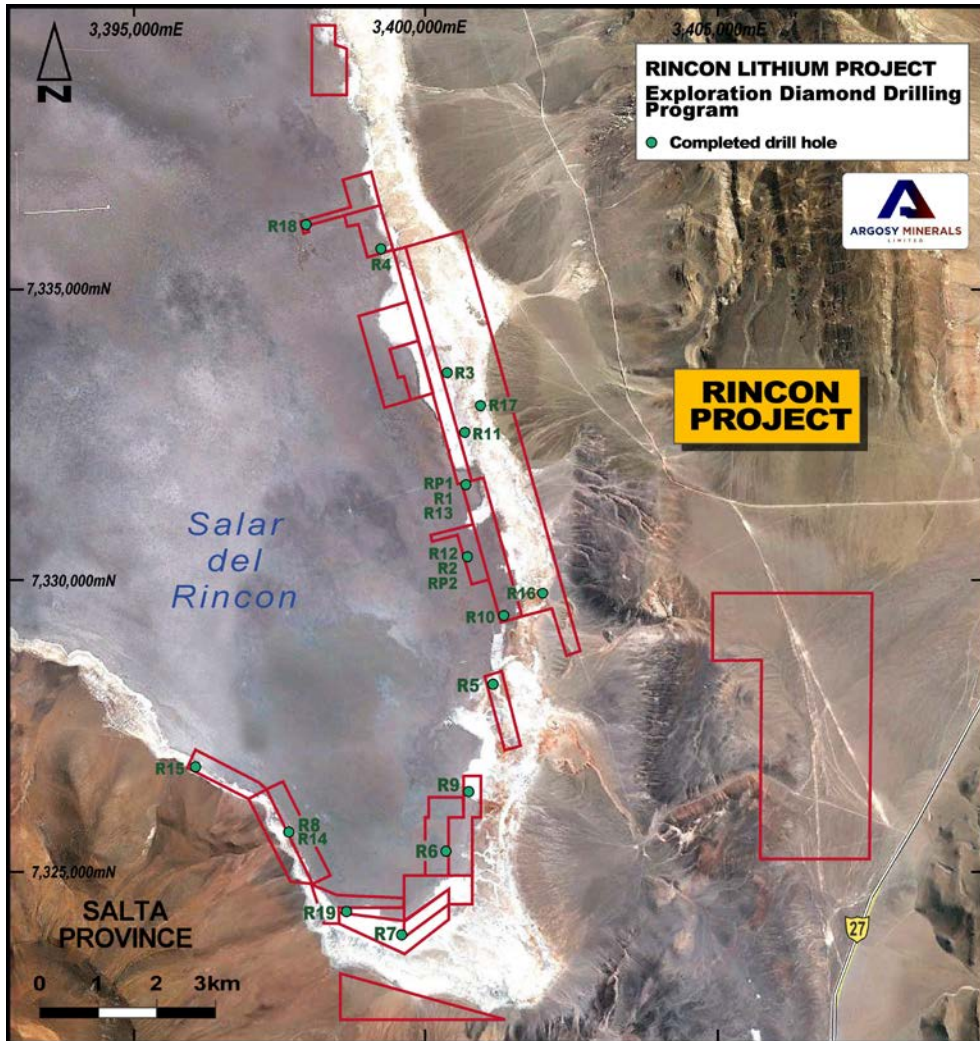 3,395,000mE
3,400,000mE
3,405,000mE
N
RINCON LITHIUM PROJECT
Exploration Diamond Drilling
Program
Completed drill hole
ARGOSY MINERALS
LIMITED
R18
R4
7,335,000mN
R3
R17
RINCON
PROJECT
R11
RP1
R1
R13
Salar
del
Rincon
R12
R2
RP2
7,330,000mN
R16
R10
R5
R15
R9
R8
R14
R6
7,325,000mN
SALTA
PROVINCE
R19
R7
27
0 1 2 3km